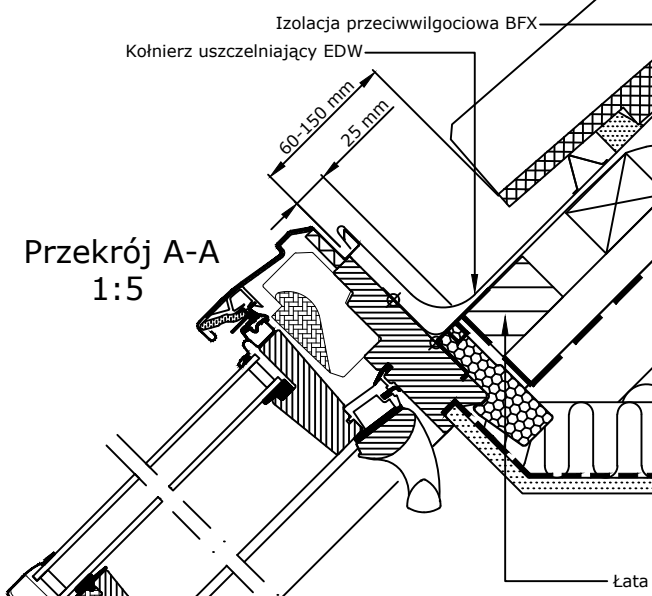 Izolacja przeciwwilgociowa BFX
Kołnierz uszczelniający EDW
60-150 mm
25 mm
Przekrój A-A
1:5
Łata